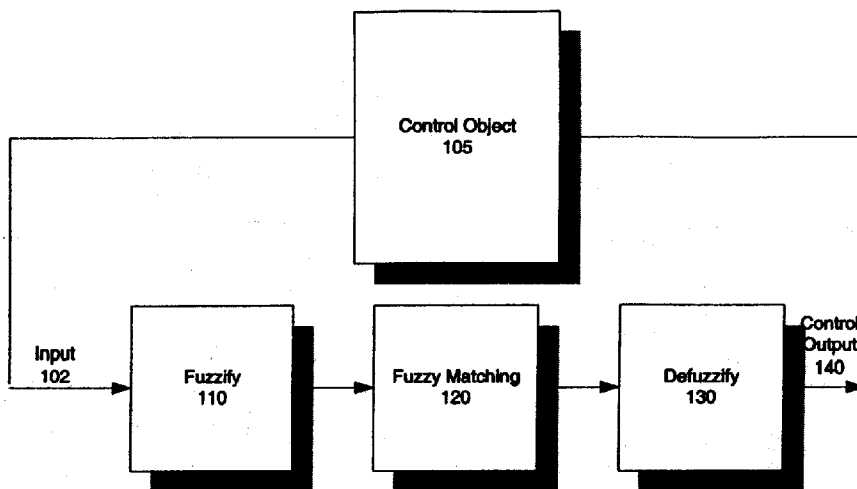 Control Object
105
Input
102
Fuzzify
110
Fuzzy Matching
120
Defuzzify
130
Control
Output
140